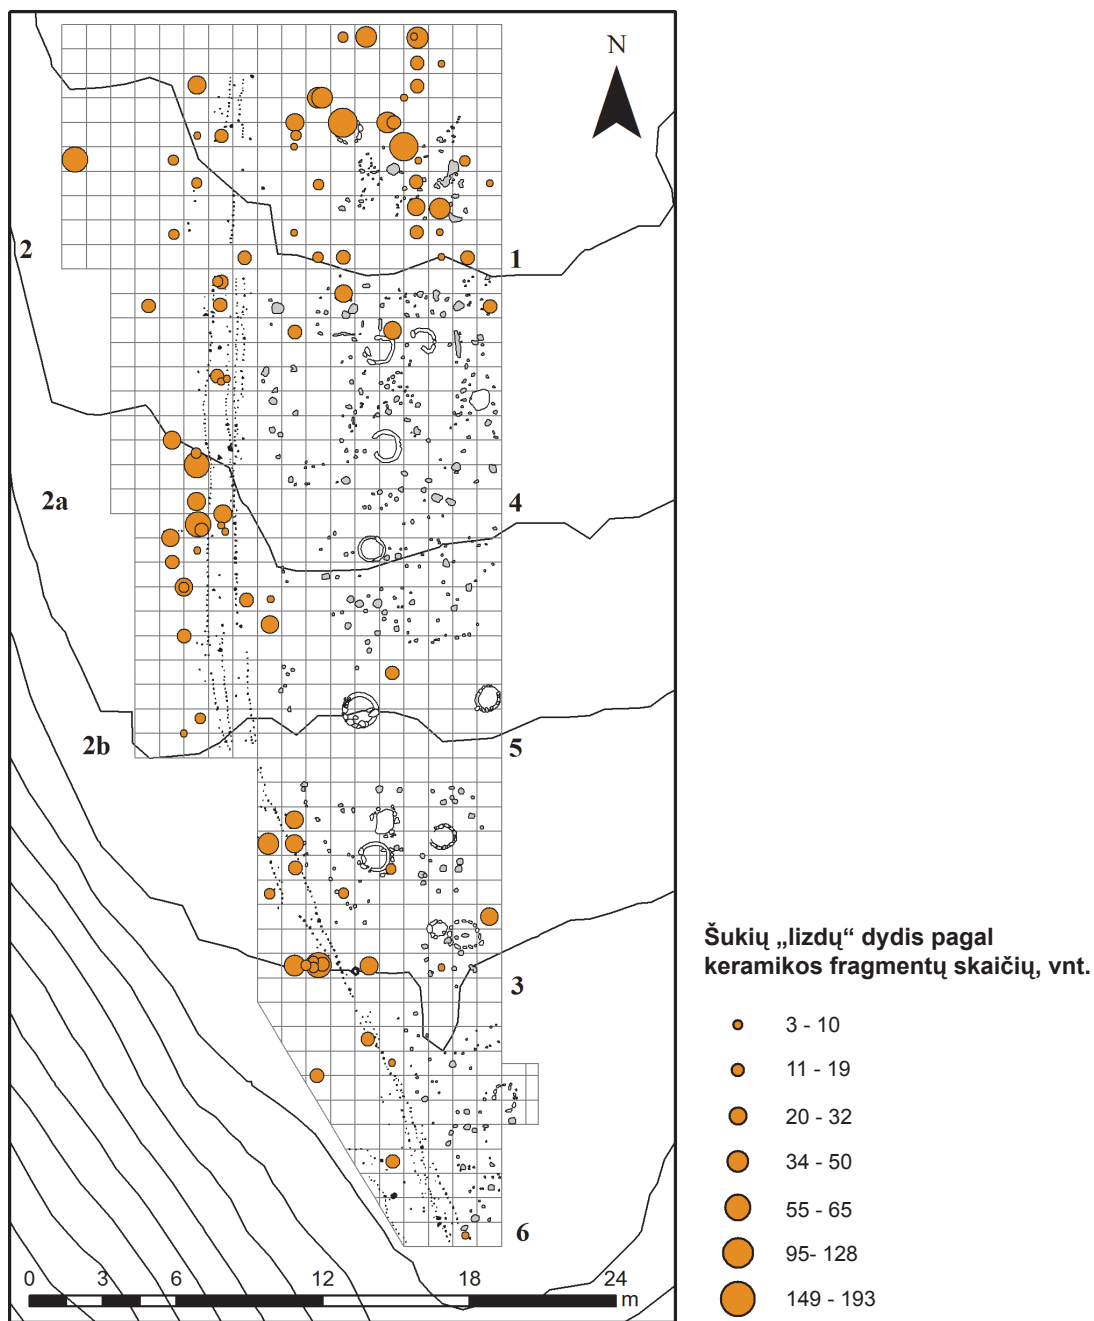 N
2
1
2a
4
2b
5
3
6
0 3 6 12 18 24
m
Šukių „lizdų“ dydis pagal
keramikos fragmentų skaičių, vnt.
3 - 10
11 - 19
20 - 32
34 - 50
55 - 65
95- 128
149 - 193